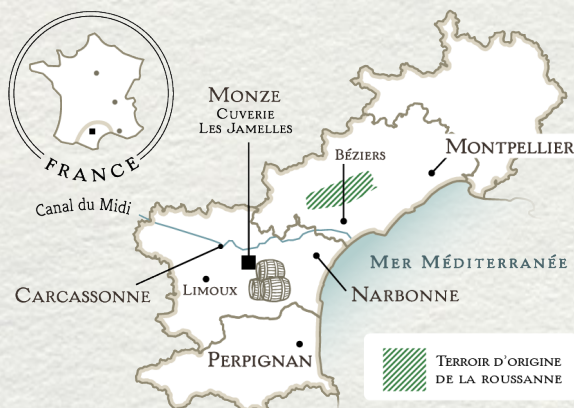 FRANCE
Canal du Midi
MONZE
CUVERIE
LES JAMELLES
BÉZIERS
MONTPELLIER
MER MÉDITERRANÉE
CARCASSONNE
LIMOUX
NARBONNE
PERPIGNAN
TERROIR D'ORIGINE
DE LA ROUSSANNE